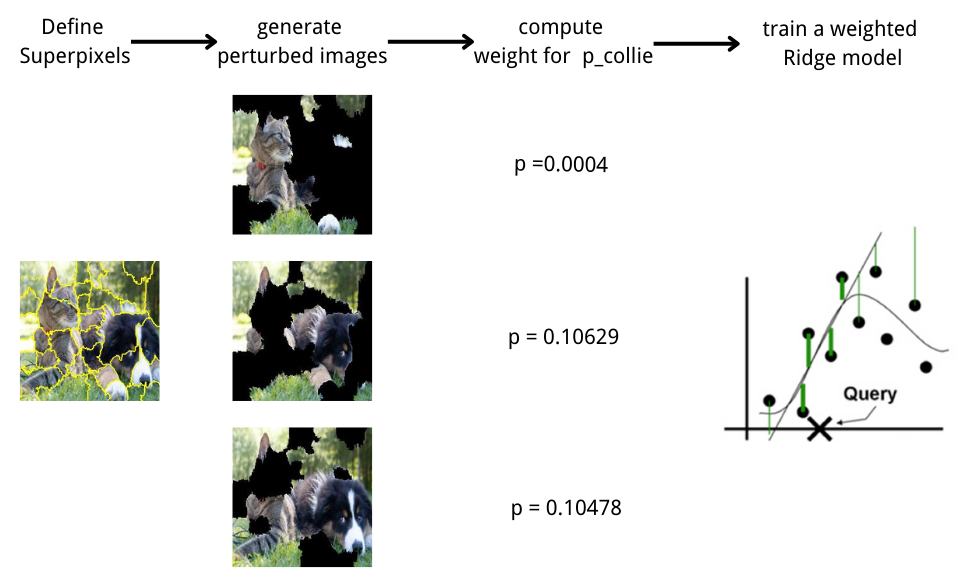 Define
Superpixels
generate
perturbed images
compute
weight for p_collie
train a weighted
Ridge model
p =0.0004
p = 0.10629
p = 0.10478
Query